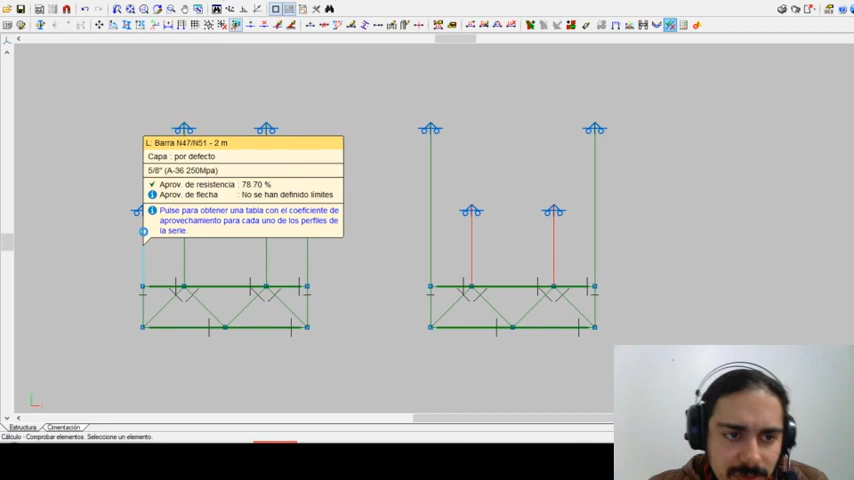 L: Barra N47/N51 - 2 m
Capa : por defecto
5/8" (A-36 250Mpa)
Aprov. de resistencia : 78.70 %
Aprov. de flecha : No se han definido límites
Pulse para obtener una tabla con el coeficiente de
aprovechamiento para cada uno de los perfiles de
la serie.
Estructura Cimentación
Cálculo - Comprobar elementos. Seleccione un elemento.